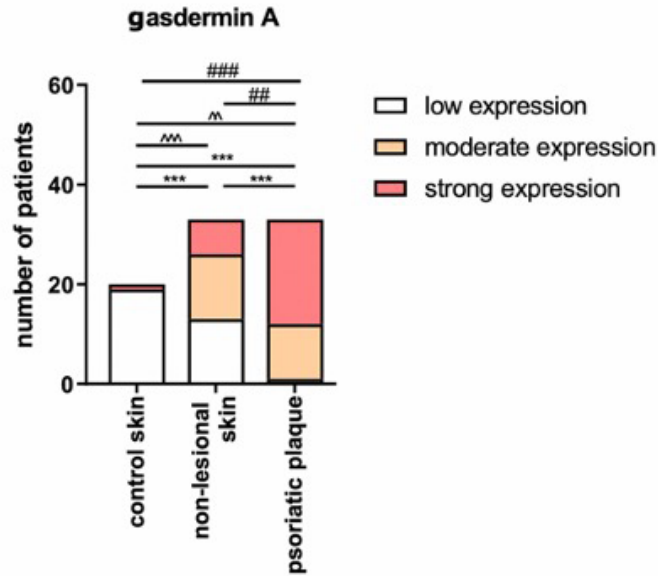 gasdermin A
###
##
^^
^^^
***
*** ***
60
40
20
0
number of patients
control skin
non-lesional
skin
psoriatic plaque
low expression
moderate expression
strong expression